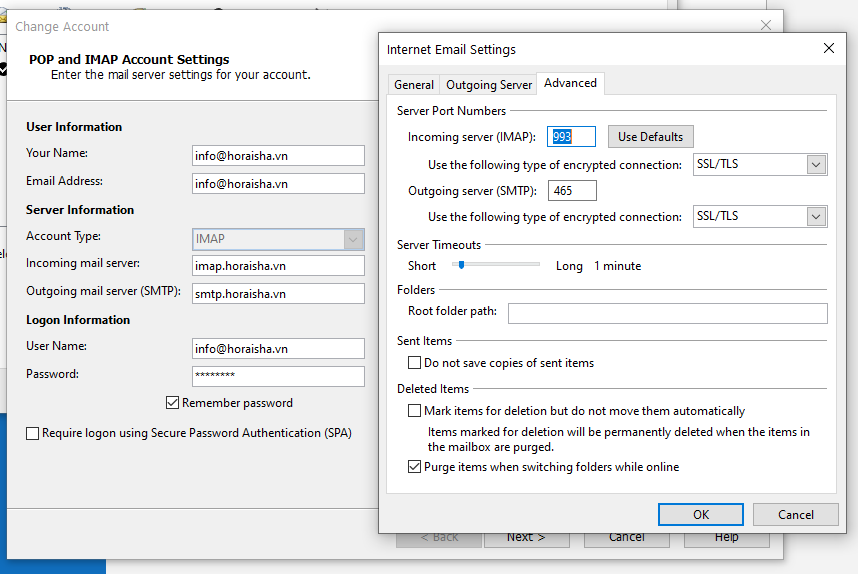 Change Account
POP and IMAP Account Settings
Enter the mail server settings for your account.
User Information
Your Name: info@horaisha.vn
Email Address: info@horaisha.vn
Server Information
Account Type: IMAP
Incoming mail server: imap.horaisha.vn
Outgoing mail server (SMTP): smtp.horaisha.vn
Logon Information
User Name: info@horaisha.vn
Password: ********
Remember password
Require logon using Secure Password Authentication (SPA)
< Back Next > Cancel Help
Internet Email Settings
General Outgoing Server Advanced
Server Port Numbers
Incoming server (IMAP): 993 Use Defaults
Use the following type of encrypted connection: SSL/TLS
Outgoing server (SMTP): 465
Use the following type of encrypted connection: SSL/TLS
Server Timeouts
Short Long 1 minute
Folders
Root folder path:
Sent Items
Do not save copies of sent items
Deleted Items
Mark items for deletion but do not move them automatically
Items marked for deletion will be permanently deleted when the items in
the mailbox are purged.
Purge items when switching folders while online
OK Cancel